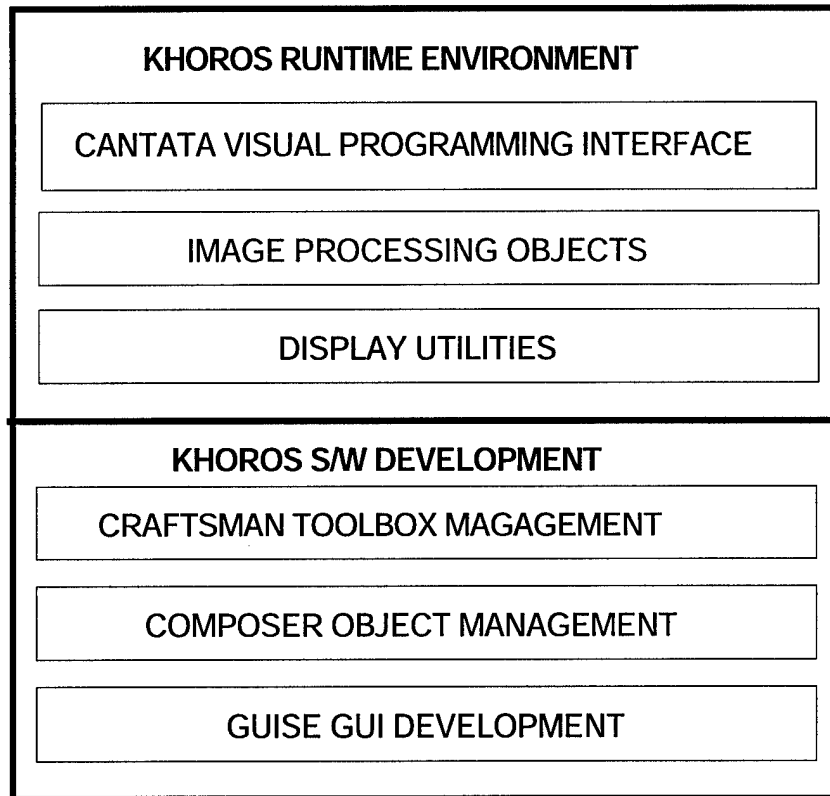 KHOROS RUNTIME ENVIRONMENT
CANTATA VISUAL PROGRAMMING INTERFACE
IMAGE PROCESSING OBJECTS
DISPLAY UTILITIES
KHOROS S/W DEVELOPMENT
CRAFTSMAN TOOLBOX MAGAGEMENT
COMPOSER OBJECT MANAGEMENT
GUISE GUI DEVELOPMENT